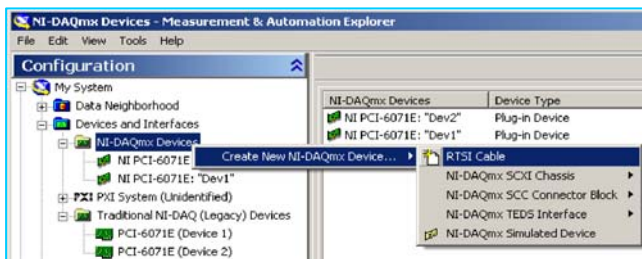 NI-DAQmx Devices - Measurement & Automation Explorer
File Edit View Tools Help
Configuration
My System
Data Neighborhood
Devices and Interfaces
NI-DAQmx Devices
NI PCI-6071E
NI PCI-6071E: "Dev1"
PXI PXI System (Unidentified)
Traditional NI-DAQ (Legacy) Devices
PCI-6071E (Device 1)
PCI-6071E (Device 2)
NI-DAQmx Devices Device Type
NI PCI-6071E: "Dev2" Plug-in Device
NI PCI-6071E: "Dev1" Plug-in Device
Create New NI-DAQmx Device...
RTSI Cable
NI-DAQmx SCXI Chassis
NI-DAQmx SCC Connector Block
NI-DAQmx TEDS Interface
NI-DAQmx Simulated Device